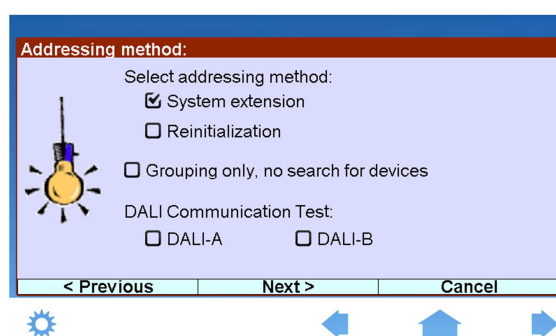 Addressing method:
Select addressing method:
System extension
Reinitialization
Grouping only, no search for devices
DALI Communication Test:
DALI-A DALI-B
< Previous Next > Cancel